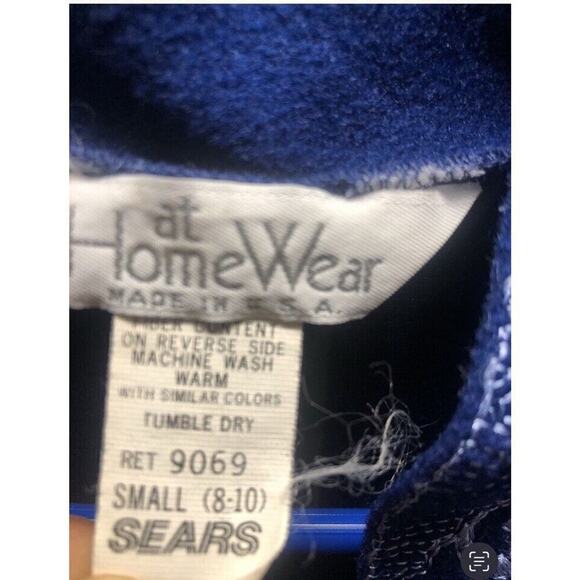 at
HomeWear
MADE IN U.S.A.
FIBER CONTENT
ON REVERSE SIDE
MACHINE WASH
WARM
WITH SIMILAR COLORS
TUMBLE DRY
RET 9069
SMALL (8-10)
SEARS